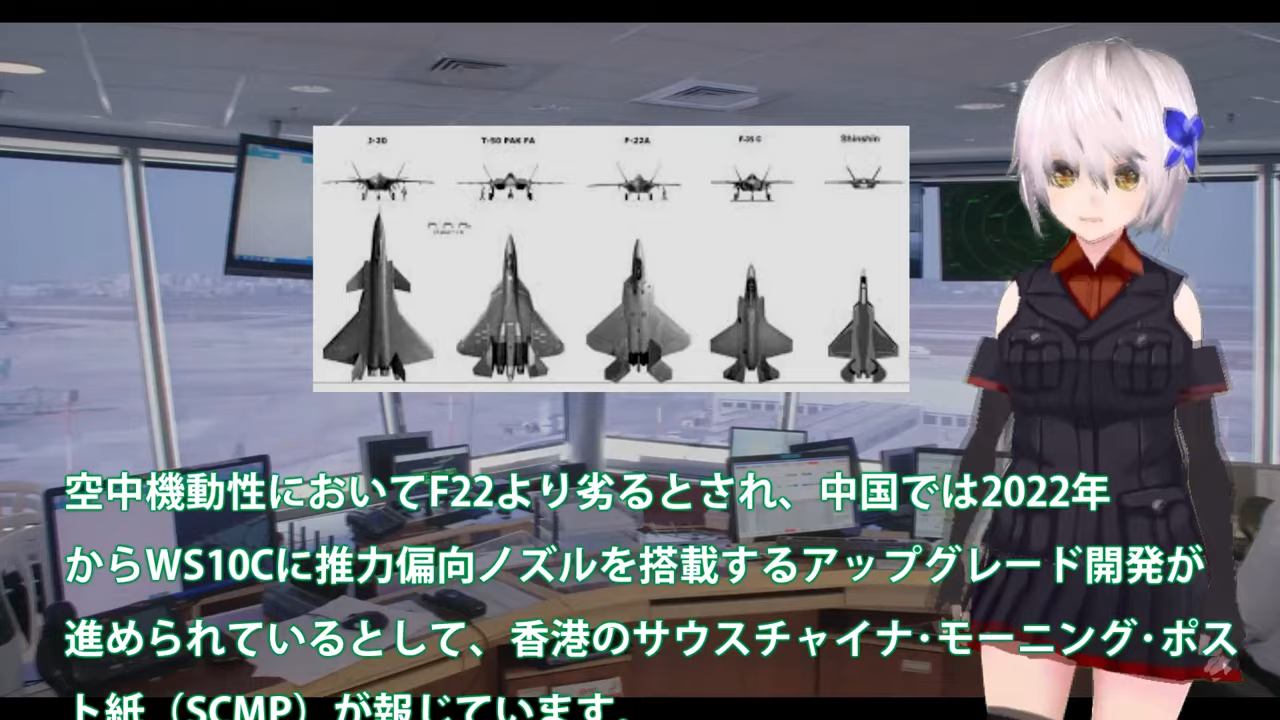 J-20
T-50 PAK FA
F-22A
F-35 C
Shinshin
空中機動性においてF22より劣るとされ、中国では2022年
からWS10Cに推力偏向ノズルを搭載するアップグレード開発が
進められているとして、香港のサウスチャイナ･モーニング･ポス
ト紙（SCMP）が報じています。